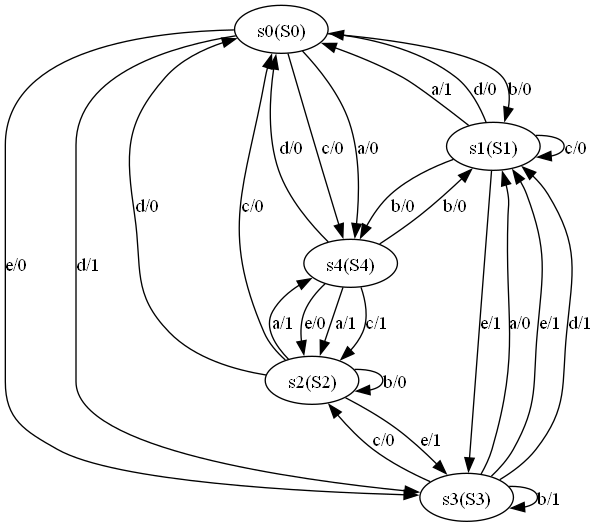 s0(S0)
a/1
d/0
b/0
s1(S1)
c/0
d/0
c/0
a/0
d/0
c/0
b/0
b/0
e/0
d/1
s4(S4)
a/1
e/0
a/1
c/1
e/1
a/0
e/1
d/1
s2(S2)
b/0
c/0
e/1
s3(S3)
b/1